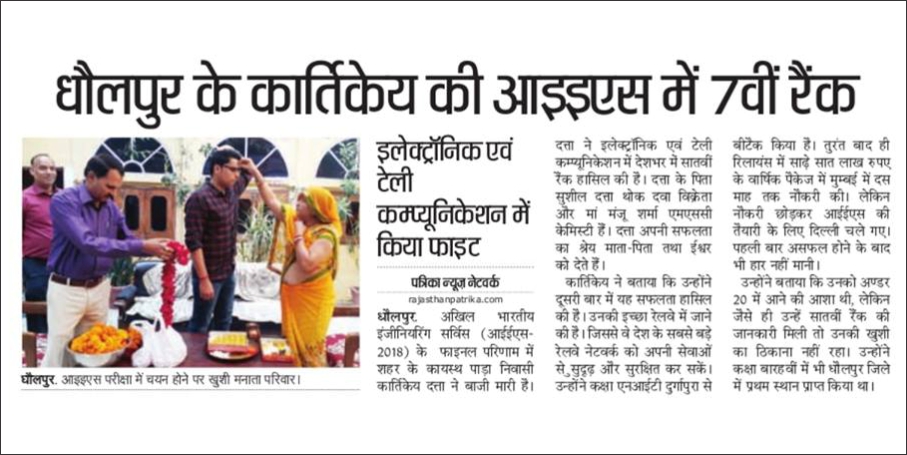 धौलपुर के कार्तिकेय की आइइएस में 7वीं रैंक
धौलपुर. आइइएस परीक्षा में चयन होने पर खुशी मनाता परिवार।
इलेक्ट्रॉनिक एवं
टेली
कम्प्यूनिकेशन में
किया फाइट
पत्रिका न्यूज़ नेटवर्क
rajasthanpatrika.com
धौलपुर. अखिल भारतीय
इंजीनियरिंग सर्विस (आईईएस-
2018) के फाइनल परिणाम में
शहर के कायस्थ पाड़ा निवासी
कार्तिकेय दत्ता ने बाजी मारी है।
दत्ता ने इलेक्ट्रॉनिक एवं टेली
कम्प्यूनिकेशन में देशभर में सातवीं
रैंक हासिल की है। दत्ता के पिता
सुशील दत्ता थोक दवा विक्रेता
और मां मंजू शर्मा एमएससी
केमिस्टी हैं। दत्ता अपनी सफलता
का श्रेय माता-पिता तथा ईश्वर
को देते हैं।
कार्तिकेय ने बताया कि उन्होंने
दूसरी बार में यह सफलता हासिल
की है। उनकी इच्छा रेलवे में जाने
की है। जिससे वे देश के सबसे बड़े
रेलवे नेटवर्क को अपनी सेवाओं
से सुदृढ़ और सुरक्षित कर सकें।
उन्होंने कक्षा एनआईटी दुर्गापुरा से
बीटैक किया है। तुरंत बाद ही
रिलायंस में साढ़े सात लाख रुपए
के वार्षिक पैकेज में मुम्बई में दस
माह तक नौकरी की। लेकिन
नौकरी छोड़कर आईईएस की
तैयारी के लिए दिल्ली चले गए।
पहली बार असफल होने के बाद
भी हार नहीं मानी।
उन्होंने बताया कि उनको अण्डर
20 में आने की आशा थी, लेकिन
जैसे ही उन्हें सातवीं रैंक की
जानकारी मिली तो उनकी खुशी
का ठिकाना नहीं रहा। उन्होंने
कक्षा बारहवीं में भी धौलपुर जिले
में प्रथम स्थान प्राप्त किया था।